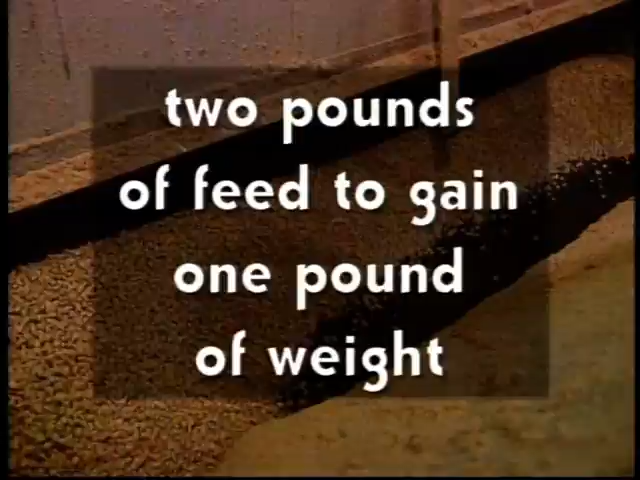 two pounds
of feed to gain
one pound
of weight